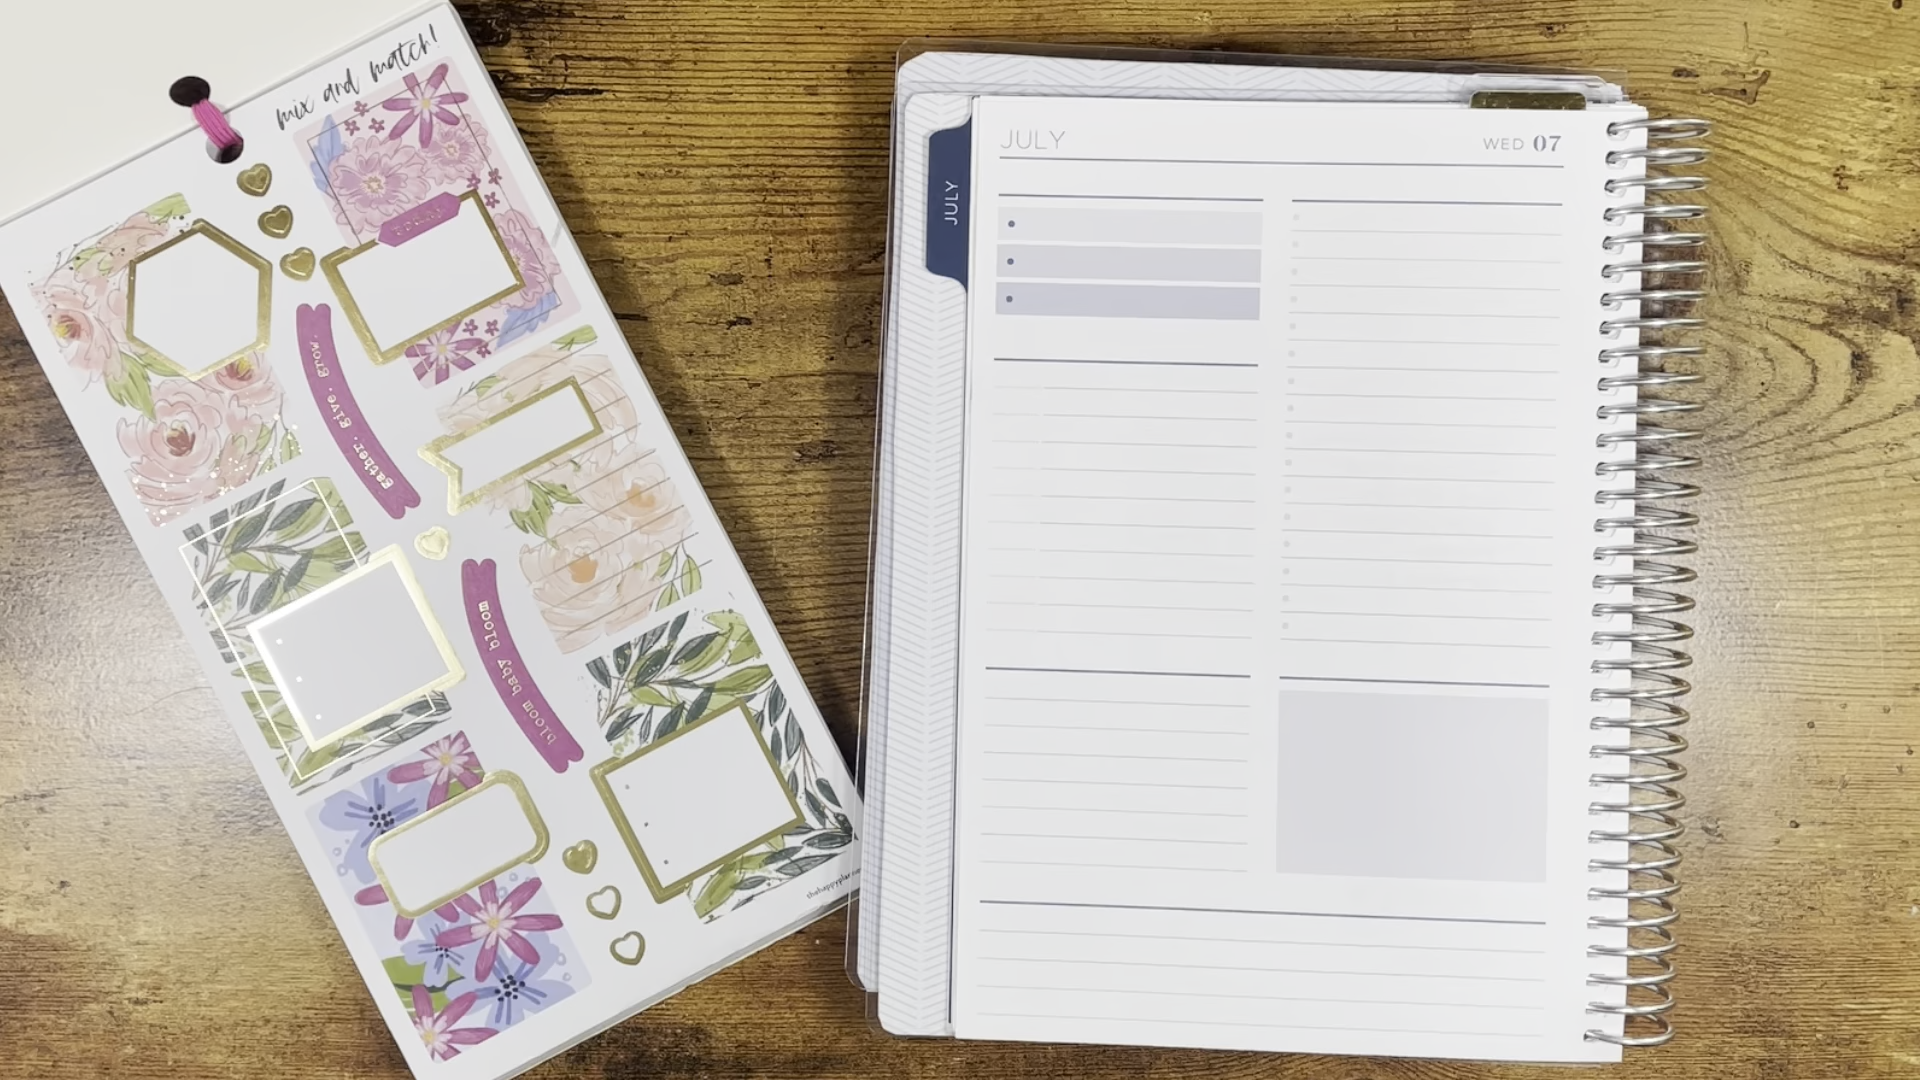 mix and match!
gather. give. grow.
bloom baby bloom
JULY
JULY
WED 07